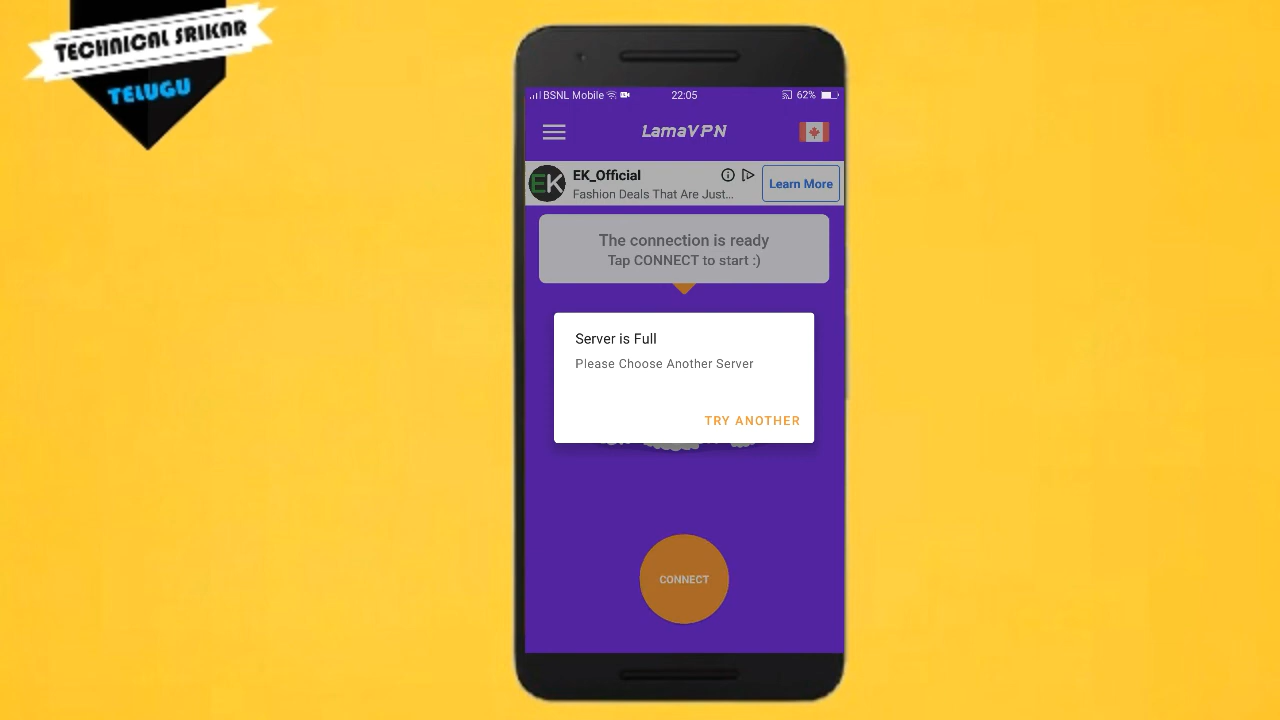 TECHNICAL SRIKAR
TELUGU
BSNL Mobile
22:05
62%
LamaVPN
EK
EK_Official
Fashion Deals That Are Just...
Learn More
The connection is ready
Tap CONNECT to start :)
Server is Full
Please Choose Another Server
TRY ANOTHER
CONNECT